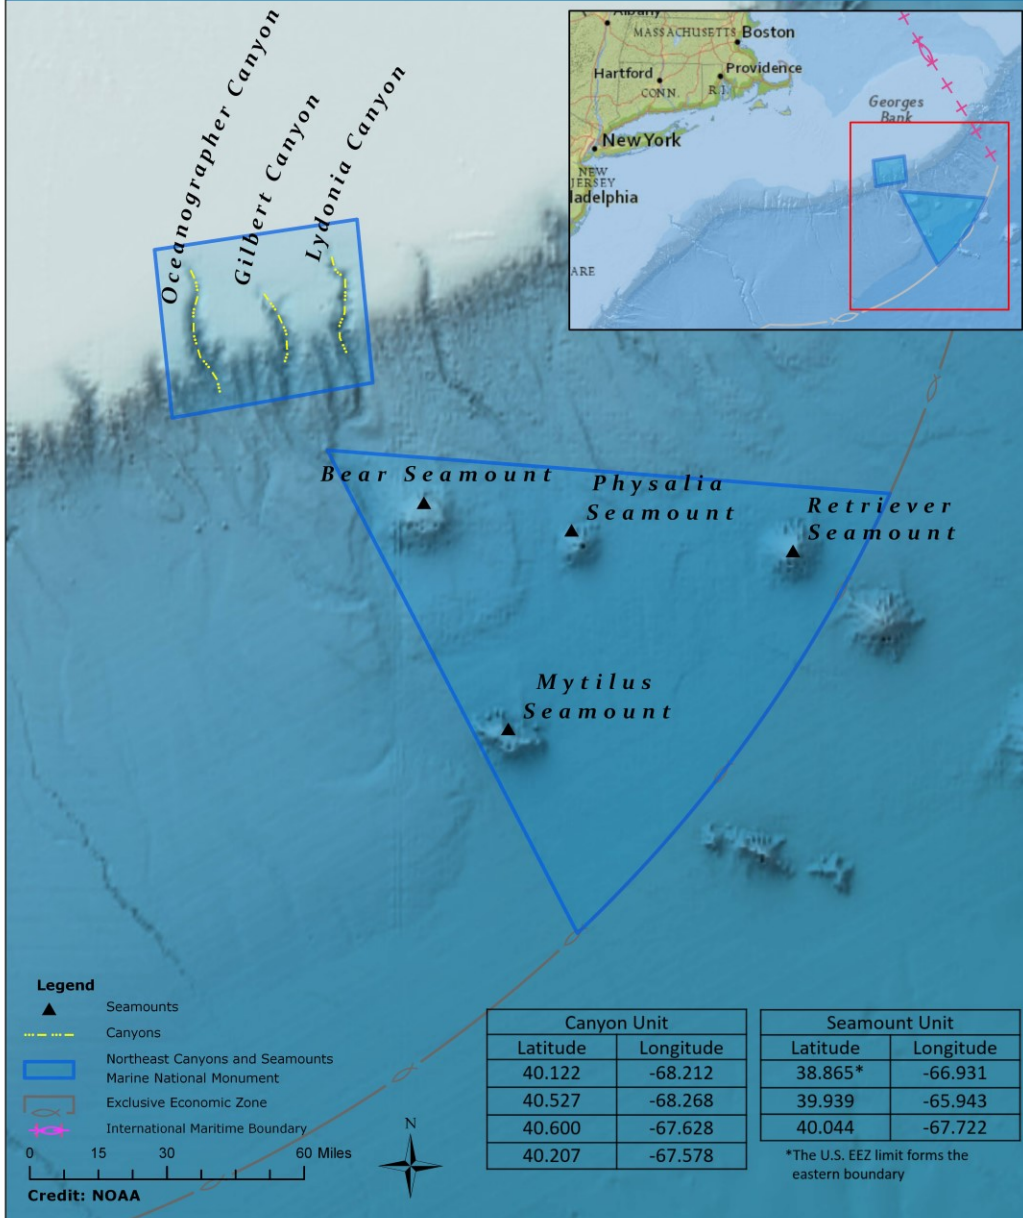 Oceanographer Canyon
Gilbert Canyon
Lydonia Canyon
Albany
MASSACHUSETTS
Boston
Hartford
Providence
CONN.
R.I.
Georges
Bank
New York
NEW
JERSEY
ladelphia
ARE
Bear Seamount
Physalia
Seamount
Retriever
Seamount
Mytilus
Seamount
Legend
Seamounts
Canyons
Northeast Canyons and Seamounts
Marine National Monument
Exclusive Economic Zone
International Maritime Boundary
0 15 30 60 Miles
Credit: NOAA
N
Canyon Unit
Latitude Longitude
40.122 -68.212
40.527 -68.268
40.600 -67.628
40.207 -67.578
Seamount Unit
Latitude Longitude
38.865* -66.931
39.939 -65.943
40.044 -67.722
*The U.S. EEZ limit forms the
eastern boundary